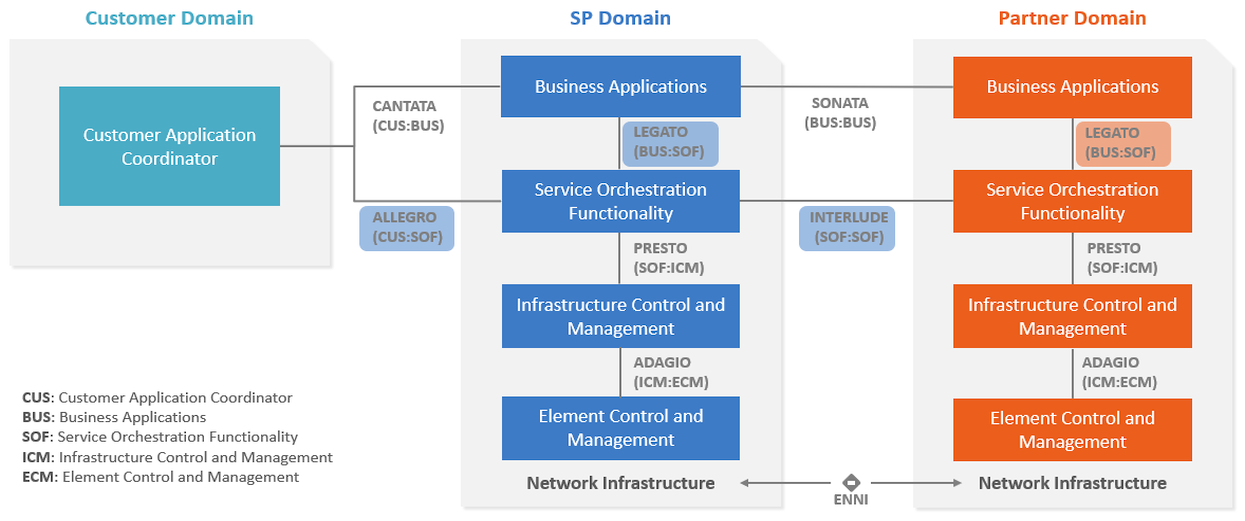 Customer Domain
SP Domain
Partner Domain
Customer Application
Coordinator
CANTATA
(CUS:BUS)
ALLEGRO
(CUS:SOF)
Business Applications
LEGATO
(BUS:SOF)
Service Orchestration
Functionality
PRESTO
(SOF:ICM)
Infrastructure Control and
Management
ADAGIO
(ICM:ECM)
Element Control and
Management
Network Infrastructure
SONATA
(BUS:BUS)
INTERLUDE
(SOF:SOF)
ENNI
Business Applications
LEGATO
(BUS:SOF)
Service Orchestration
Functionality
PRESTO
(SOF:ICM)
Infrastructure Control and
Management
ADAGIO
(ICM:ECM)
Element Control and
Management
Network Infrastructure
CUS: Customer Application Coordinator
BUS: Business Applications
SOF: Service Orchestration Functionality
ICM: Infrastructure Control and Management
ECM: Element Control and Management